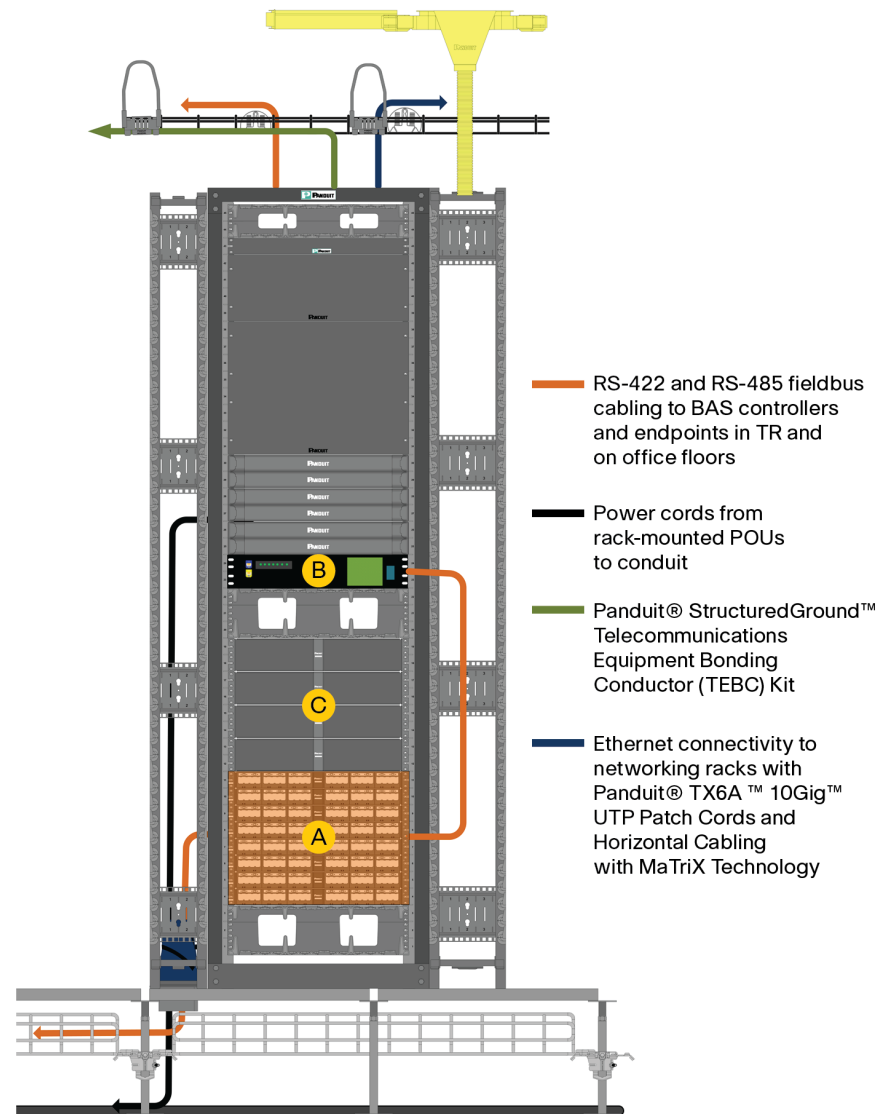 PANDUIT
PANDUIT
PANDUIT
PANDUIT
PANDUIT
PANDUIT
PANDUIT
PANDUIT
PANDUIT
PANDUIT
PANDUIT
B
C
A
RS-422 and RS-485 fieldbus
cabling to BAS controllers
and endpoints in TR and
on office floors
Power cords from
rack-mounted POUs
to conduit
Panduit® StructuredGround™
Telecommunications
Equipment Bonding
Conductor (TEBC) Kit
Ethernet connectivity to
networking racks with
Panduit® TX6A ™ 10Gig™
UTP Patch Cords and
Horizontal Cabling
with MaTriX Technology